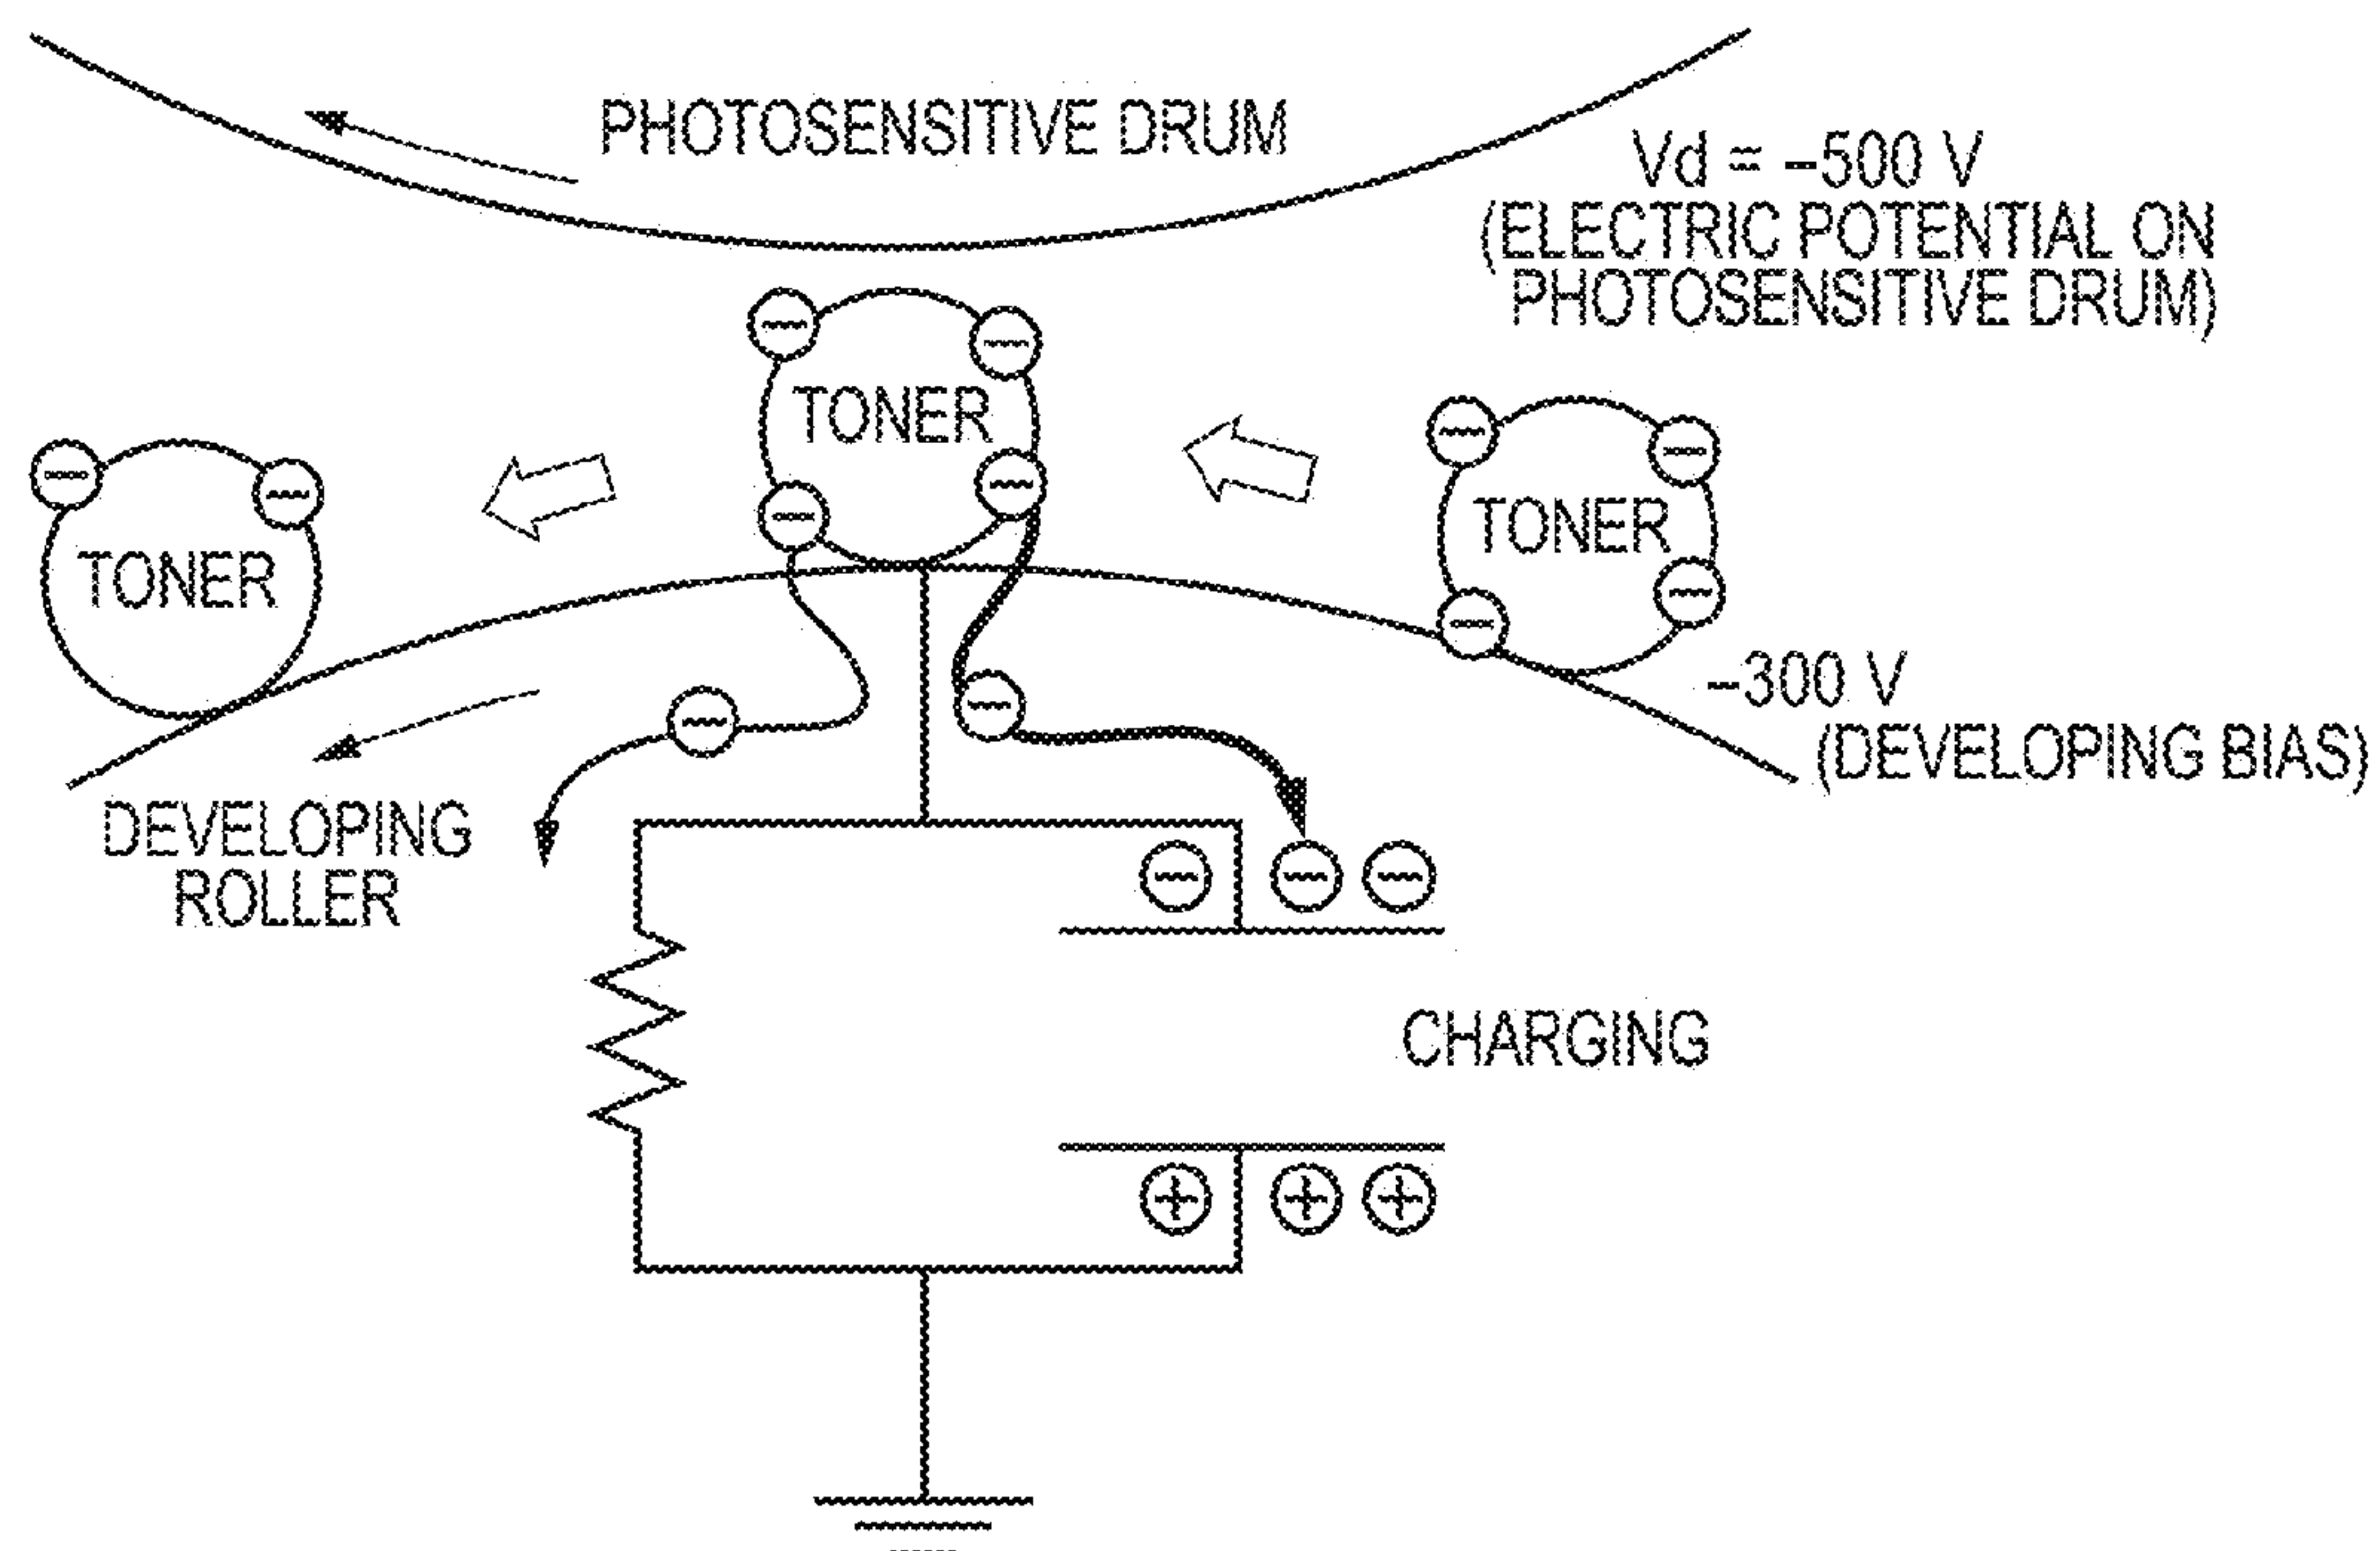 PHOTOSENSITIVE DRUM
Vd = –500 V
(ELECTRIC POTENTIAL ON
PHOTOSENSITIVE DRUM)
TONER
TONER
TONER
–300 V
(DEVELOPING BIAS)
DEVELOPING
ROLLER
CHARGING